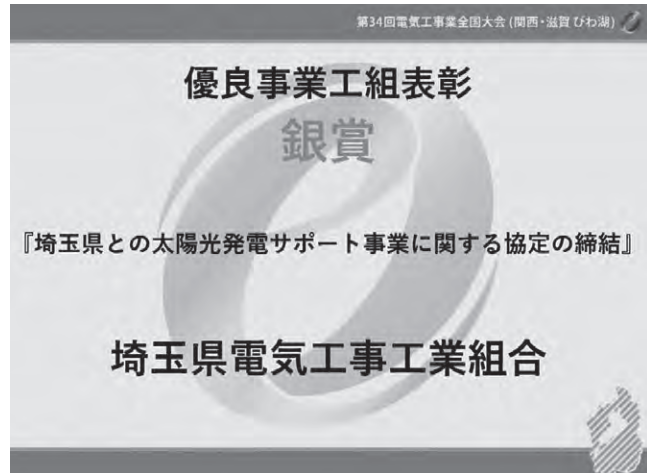 第34回電気工事業全国大会 (関西・滋賀 びわ湖)
優良事業工組表彰
銀賞
『埼玉県との太陽光発電サポート事業に関する協定の締結』
埼玉県電気工事工業組合